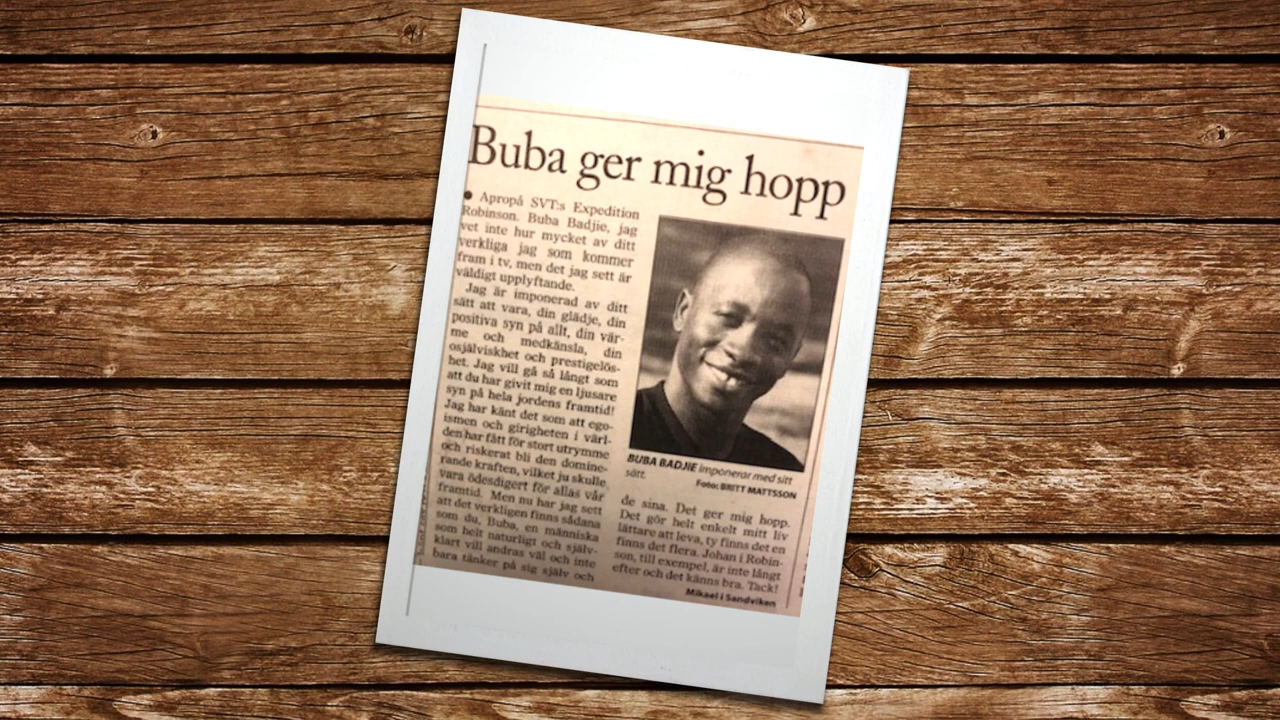 Buba ger mig hopp
● Apropå SVT:s Expedition
Robinson. Buba Badjie, jag
vet inte hur mycket av ditt
verkliga jag som kommer
fram i tv, men det jag sett är
väldigt upplyftande.
Jag är imponerad av ditt
sätt att vara, din glädje, din
positiva syn på allt, din vär-
me och medkänsla, din
osjälviskhet och prestigelös-
het. Jag vill gå så långt som
att du har givit mig en ljusare
syn på hela jordens framtid!
Jag har känt det som att ego-
ismen och girigheten i värl-
den har fått för stort utrymme
och riskerat bli den domine-
rande kraften, vilket ju skulle
vara ödesdigert för allas vår
framtid. Men nu har jag sett
att det verkligen finns sådana
som du, Buba, en människa
som helt naturligt och själv-
klart vill andras väl och inte
bara tänker på sig själv och
BUBA BADJIE imponerar med sitt
sätt.
Foto: BRITT MATTSSON
de sina. Det ger mig hopp.
Det gör helt enkelt mitt liv
lättare att leva, ty finns det en
finns det flera. Johan i Robin-
son, till exempel, är inte långt
efter och det känns bra. Tack!
Mikael i Sandviken